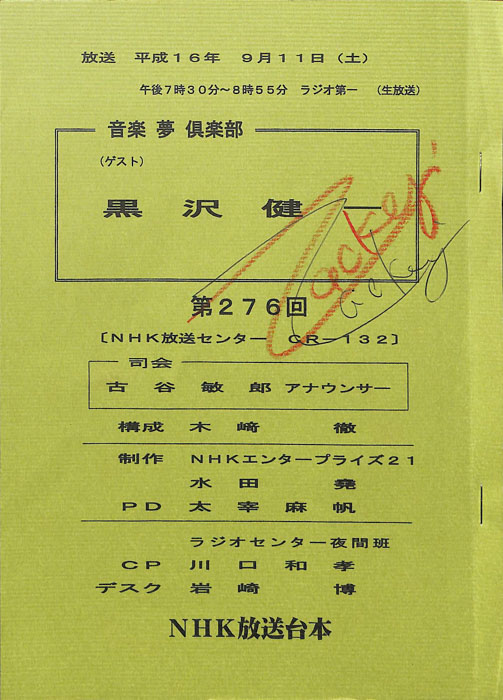 放送 平成16年 9月11日（土）
午後7時30分～8時55分 ラジオ第一 （生放送）
音楽 夢 倶楽部
（ゲスト）
黒沢健一
第276回
〔NHK放送センター CR－132〕
司会
古谷敏郎 アナウンサー
構成 木﨑徹
制作 NHKエンタープライズ21
水田堯
PD 太宰麻帆
ラジオセンター夜間班
CP 川口和孝
デスク 岩崎博
NHK放送台本